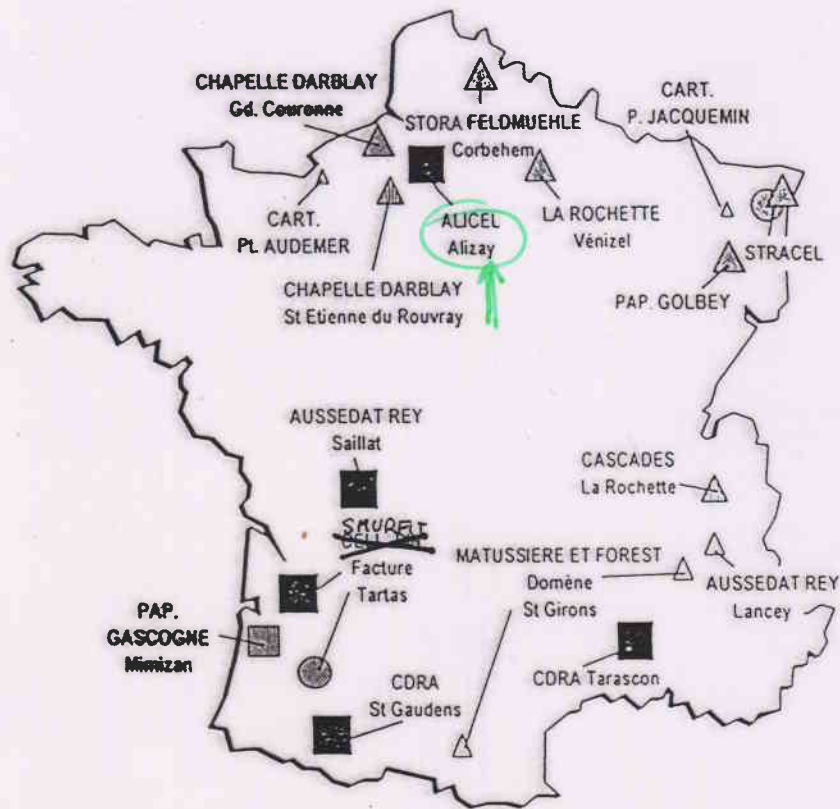 CHAPELLE DARBLAY
Gd. Couronne
STORA FELDMUEHLE
Corbehem
CART.
P. JACQUEMIN
CART.
Pt. AUDEMER
ALICEL
Alizay
LA ROCHETTE
Vénizel
STRACEL
CHAPELLE DARBLAY
St Etienne du Rouvray
PAP. GOLBEY
AUSSEDAT REY
Saillat
CASCADES
La Rochette
SMURFIT
Facture
Tartas
MATUSSIERE ET FOREST
Domène
St Girons
AUSSEDAT REY
Lancey
PAP.
GASCOGNE
Mimizan
CDRA
St Gaudens
CDRA Tarascon